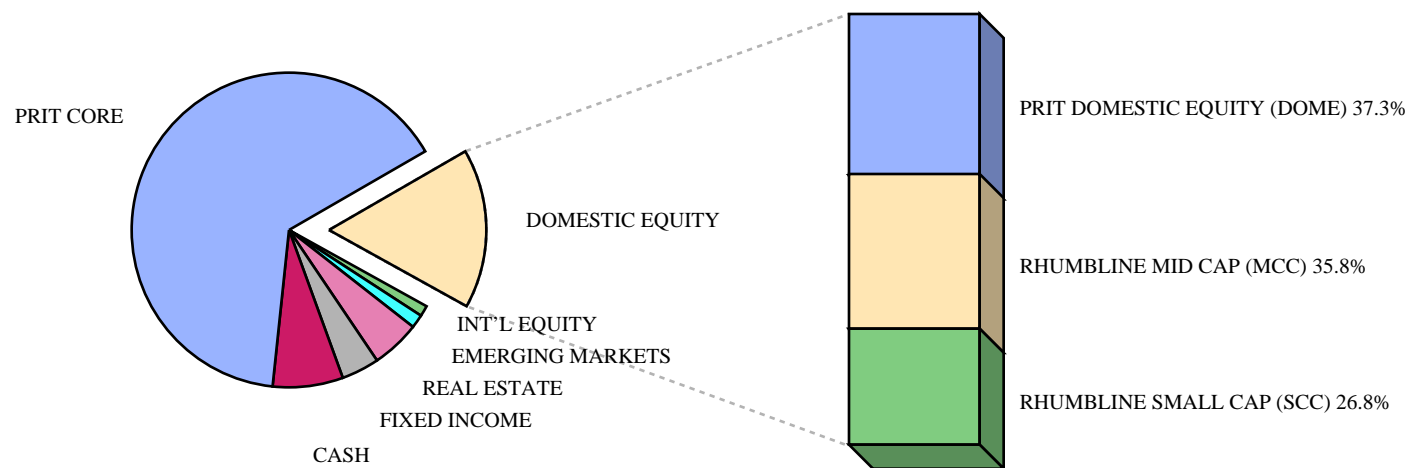 PRIT CORE
DOMESTIC EQUITY
INT'L EQUITY
EMERGING MARKETS
REAL ESTATE
FIXED INCOME
CASH
PRIT DOMESTIC EQUITY (DOME) 37.3%
RHUMBLINE MID CAP (MCC) 35.8%
RHUMBLINE SMALL CAP (SCC) 26.8%